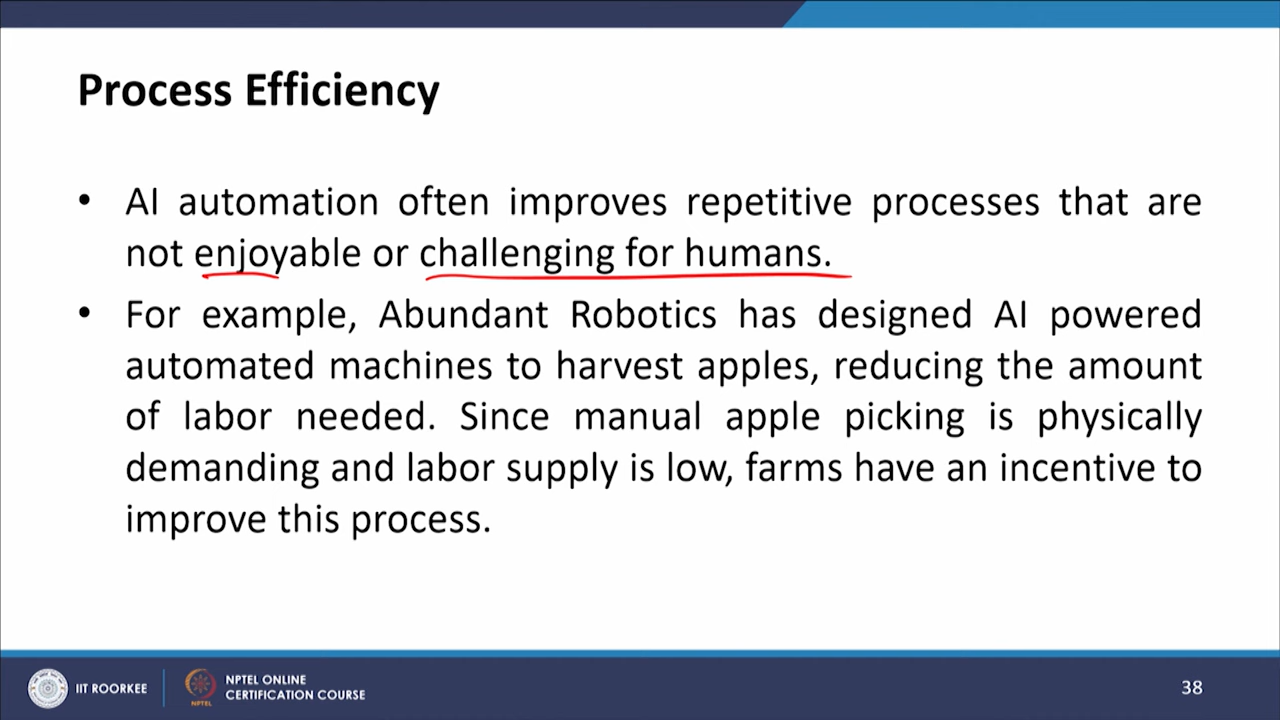 Process Efficiency
• AI automation often improves repetitive processes that are
not enjoyable or challenging for humans.
• For example, Abundant Robotics has designed AI powered
automated machines to harvest apples, reducing the amount
of labor needed. Since manual apple picking is physically
demanding and labor supply is low, farms have an incentive to
improve this process.
IIT ROORKEE
NPTEL
NPTEL ONLINE
CERTIFICATION COURSE
38